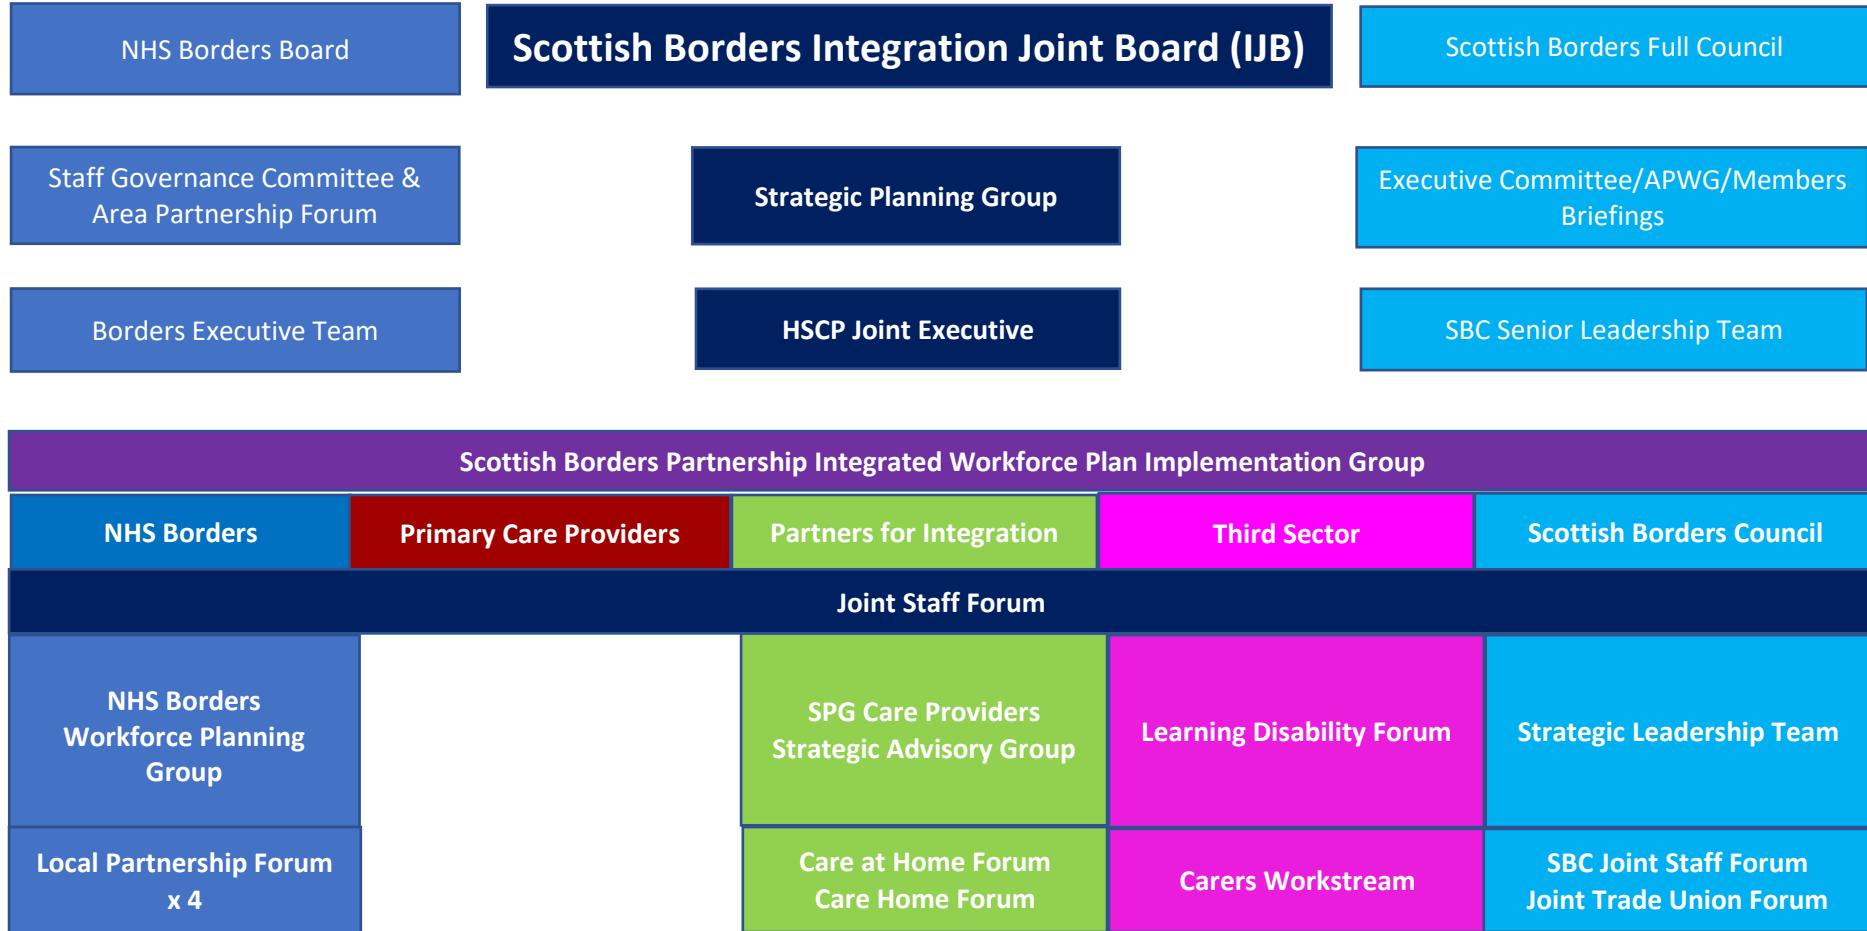 NHS Borders Board
Scottish Borders Integration Joint Board (IJB)
Scottish Borders Full Council
Staff Governance Committee &
Area Partnership Forum
Strategic Planning Group
Executive Committee/APWG/Members
Briefings
Borders Executive Team
HSCP Joint Executive
SBC Senior Leadership Team
Scottish Borders Partnership Integrated Workforce Plan Implementation Group
NHS Borders
Primary Care Providers
Partners for Integration
Third Sector
Scottish Borders Council
Joint Staff Forum
NHS Borders
Workforce Planning
Group
SPG Care Providers
Strategic Advisory Group
Learning Disability Forum
Strategic Leadership Team
Local Partnership Forum
x 4
Care at Home Forum
Care Home Forum
Carers Workstream
SBC Joint Staff Forum
Joint Trade Union Forum